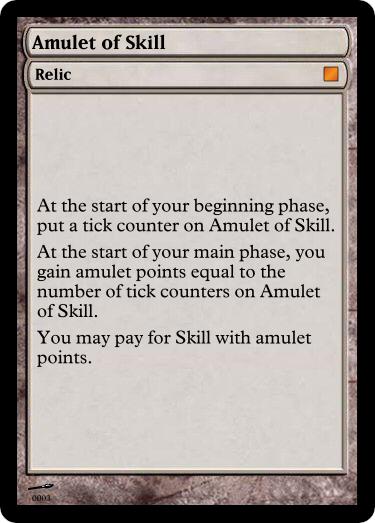 Amulet of Skill
Relic
At the start of your beginning phase,
put a tick counter on Amulet of Skill.
At the start of your main phase, you
gain amulet points equal to the
number of tick counters on Amulet
of Skill.
You may pay for Skill with amulet
points.
0003